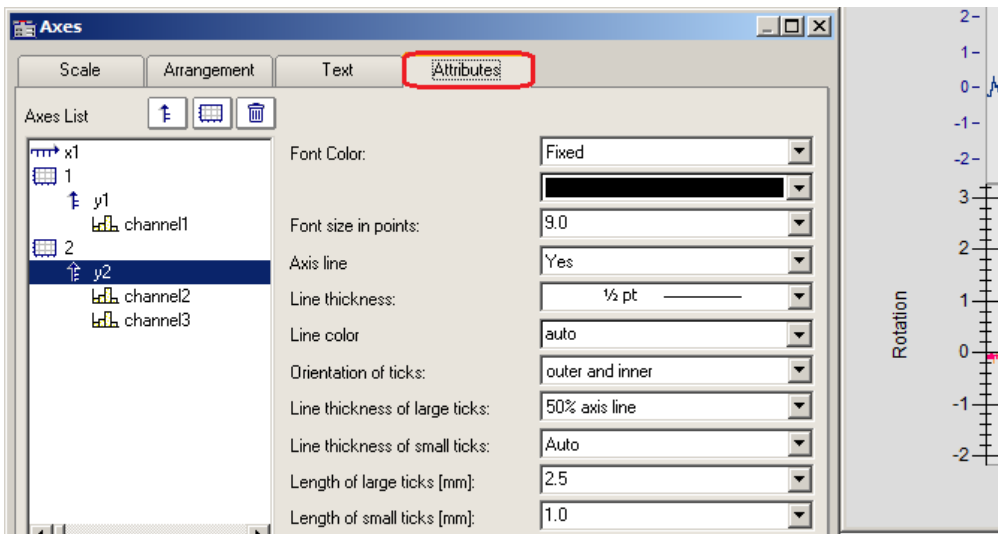 Axes
Scale Arrangement Text Attributes
Axes List
x1
1
y1
channel1
2
y2
channel2
channel3
Font Color: Fixed
Font size in points: 9.0
Axis line Yes
Line thickness: ½ pt
Line color auto
Orientation of ticks: outer and inner
Line thickness of large ticks: 50% axis line
Line thickness of small ticks: Auto
Length of large ticks [mm]: 2.5
Length of small ticks [mm]: 1.0
2
1
0
-1
-2
Rotation
3
2
1
0
-1
-2